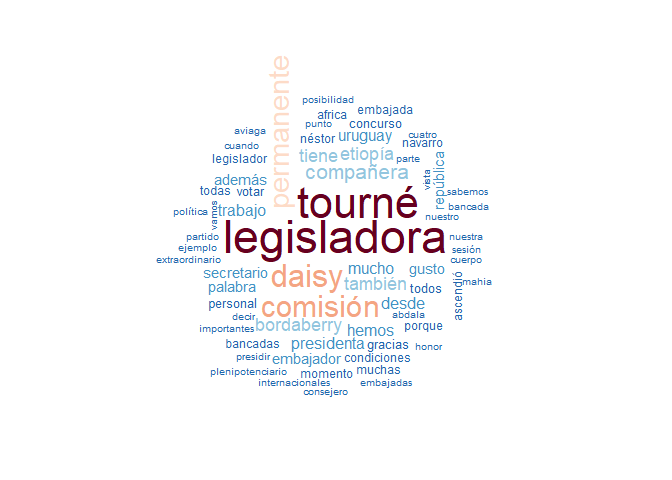 permanente
posibilidad
africa
embajada
punto
concurso
aviaga
néstor
uruguay
cuatro
cuando
navarro
legislador
tiene
etiopía
parte
además
compañera
vista
república
todas
votar
sabemos
política
vamos
trabajo
tourné
bancada
nuestro
legisladora
partido
nuestra
ejemplo
sesión
extraordinario
cuerpo
secretario
daisy
mucho
gusto
ascendió
mahia
palabra
también
todos
personal
comisión
desde
decir
abdala
importantes
bordaberry
hemos
porque
bancadas
presidenta
gracias
honor
presidir
embajador
condiciones
plenipotenciario
momento
muchas
internacionales
embajadas
consejero